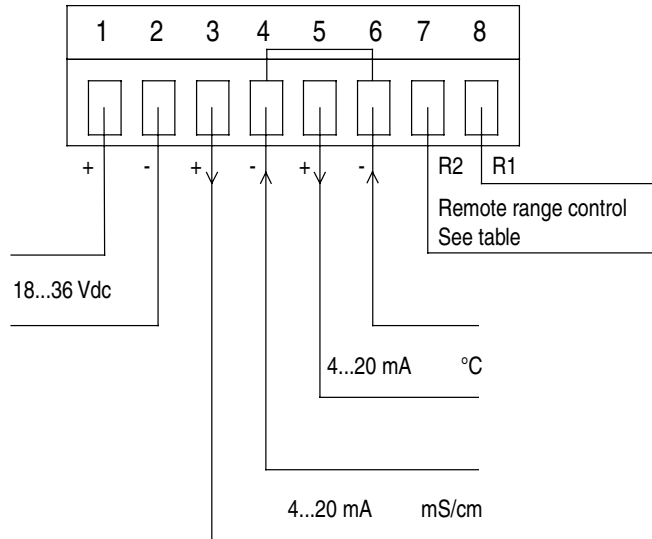 1 2 3 4 5 6 7 8
+ - + - + - R2 R1
Remote range control
See table
18...36 Vdc
4...20 mA °C
4...20 mA mS/cm